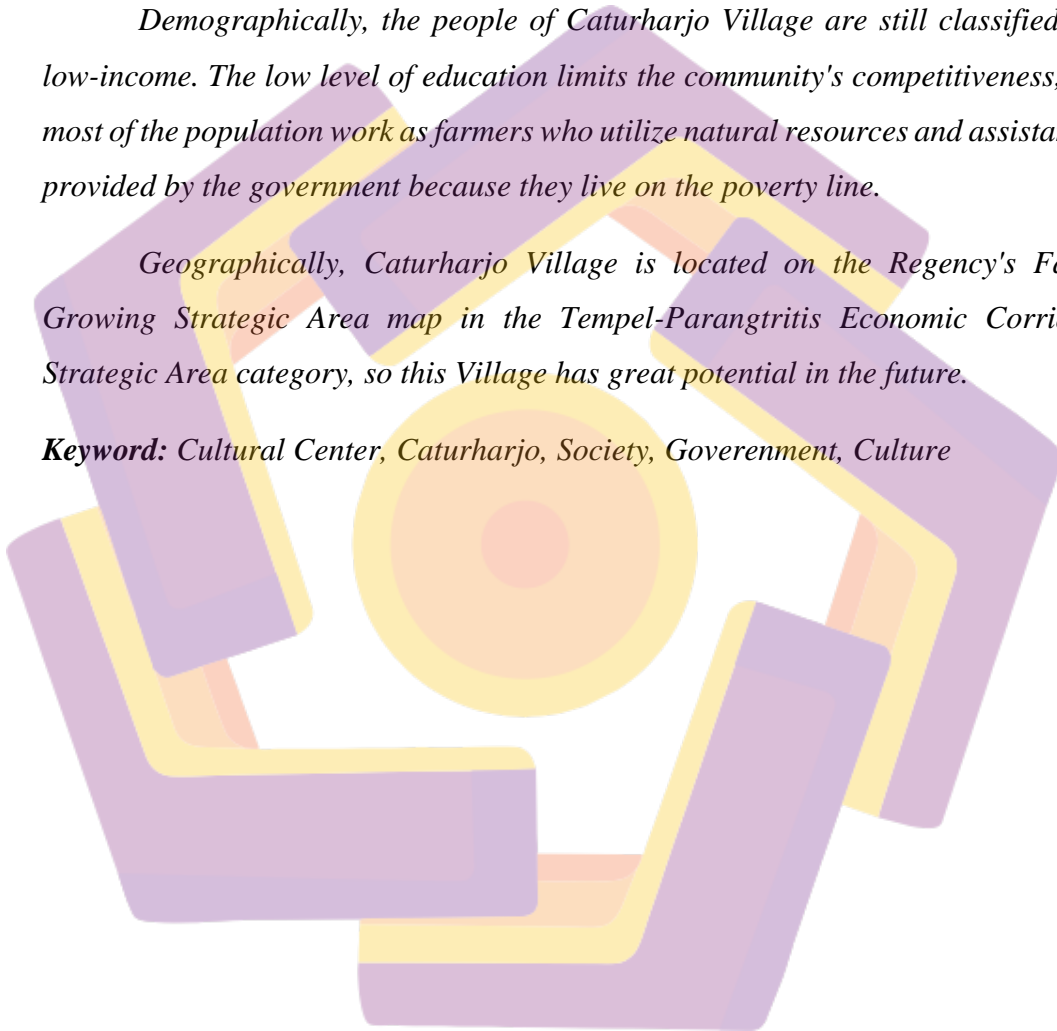 Demographically, the people of Caturharjo Village are still classified
low-income. The low level of education limits the community's competitiveness,
most of the population work as farmers who utilize natural resources and
provided by the government because they live on the poverty line.
Geographically, Caturharjo Village is located on the Regency's
Growing Strategic Area map in the Tempel-Parangtritis Economic
Strategic Area category, so this Village has great potential in the future.
Keyword: Cultural Center, Caturharjo, Society, Goverenment, Culture